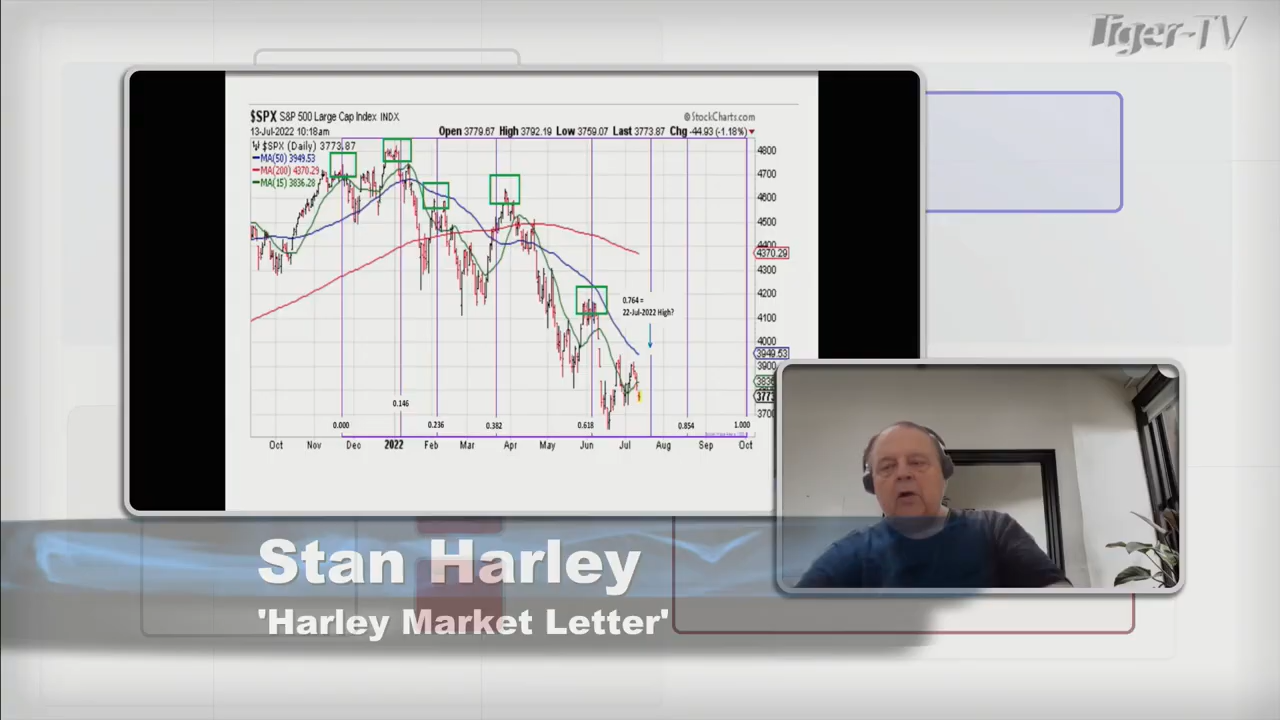 Tiger-TV
$SPX S&P 500 Large Cap Index INDX
© StockCharts.com
13-Jul-2022 10:18am
Open 3779.67 High 3792.19 Low 3759.07 Last 3773.87 Chg -44.93 (-1.18%)
$SPX (Daily) 3773.87
MA(50) 3949.53
MA(200) 4370.29
MA(15) 3836.28
4800
4700
4600
4500
4400
4370.29
4300
4200
4100
4000
3949.53
3900
0.764 =
22-Jul-2022 High?
0.146
0.000
0.236
0.382
0.618
0.854
1.000
Oct Nov Dec 2022 Feb Mar Apr May Jun Jul Aug Sep Oct
Stan Harley
'Harley Market Letter'